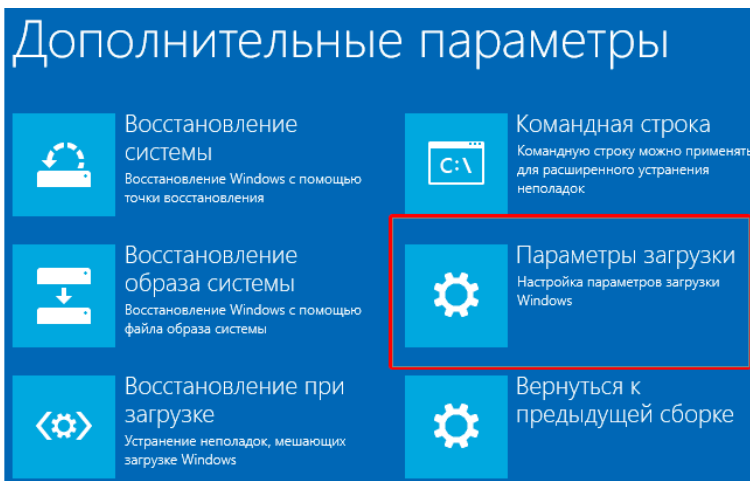 Дополнительные параметры
Восстановление
системы
Восстановление Windows с помощью
точки восстановления
Командная строка
Командную строку можно применять
для расширенного устранения
неполадок
C:\
Восстановление
образа системы
Восстановление Windows с помощью
файла образа системы
Параметры загрузки
Настройка параметров загрузки
Windows
Восстановление при
загрузке
Устранение неполадок, мешающих
загрузке Windows
Вернуться к
предыдущей сборке